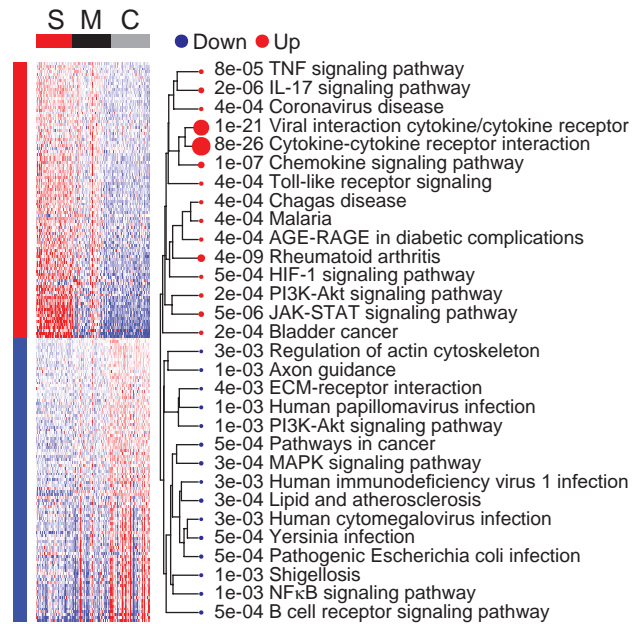 S M C
Down Up
8e-05 TNF signaling pathway
2e-06 IL-17 signaling pathway
4e-04 Coronavirus disease
1e-21 Viral interaction cytokine/cytokine receptor
8e-26 Cytokine-cytokine receptor interaction
1e-07 Chemokine signaling pathway
4e-04 Toll-like receptor signaling
4e-04 Chagas disease
4e-04 Malaria
4e-04 AGE-RAGE in diabetic complications
4e-09 Rheumatoid arthritis
5e-04 HIF-1 signaling pathway
2e-04 PI3K-Akt signaling pathway
5e-06 JAK-STAT signaling pathway
2e-04 Bladder cancer
3e-03 Regulation of actin cytoskeleton
1e-03 Axon guidance
4e-03 ECM-receptor interaction
1e-03 Human papillomavirus infection
1e-03 PI3K-Akt signaling pathway
5e-04 Pathways in cancer
3e-04 MAPK signaling pathway
3e-03 Human immunodeficiency virus 1 infection
3e-04 Lipid and atherosclerosis
3e-03 Human cytomegalovirus infection
5e-04 Yersinia infection
5e-04 Pathogenic Escherichia coli infection
1e-03 Shigellosis
1e-03 NFκB signaling pathway
5e-04 B cell receptor signaling pathway